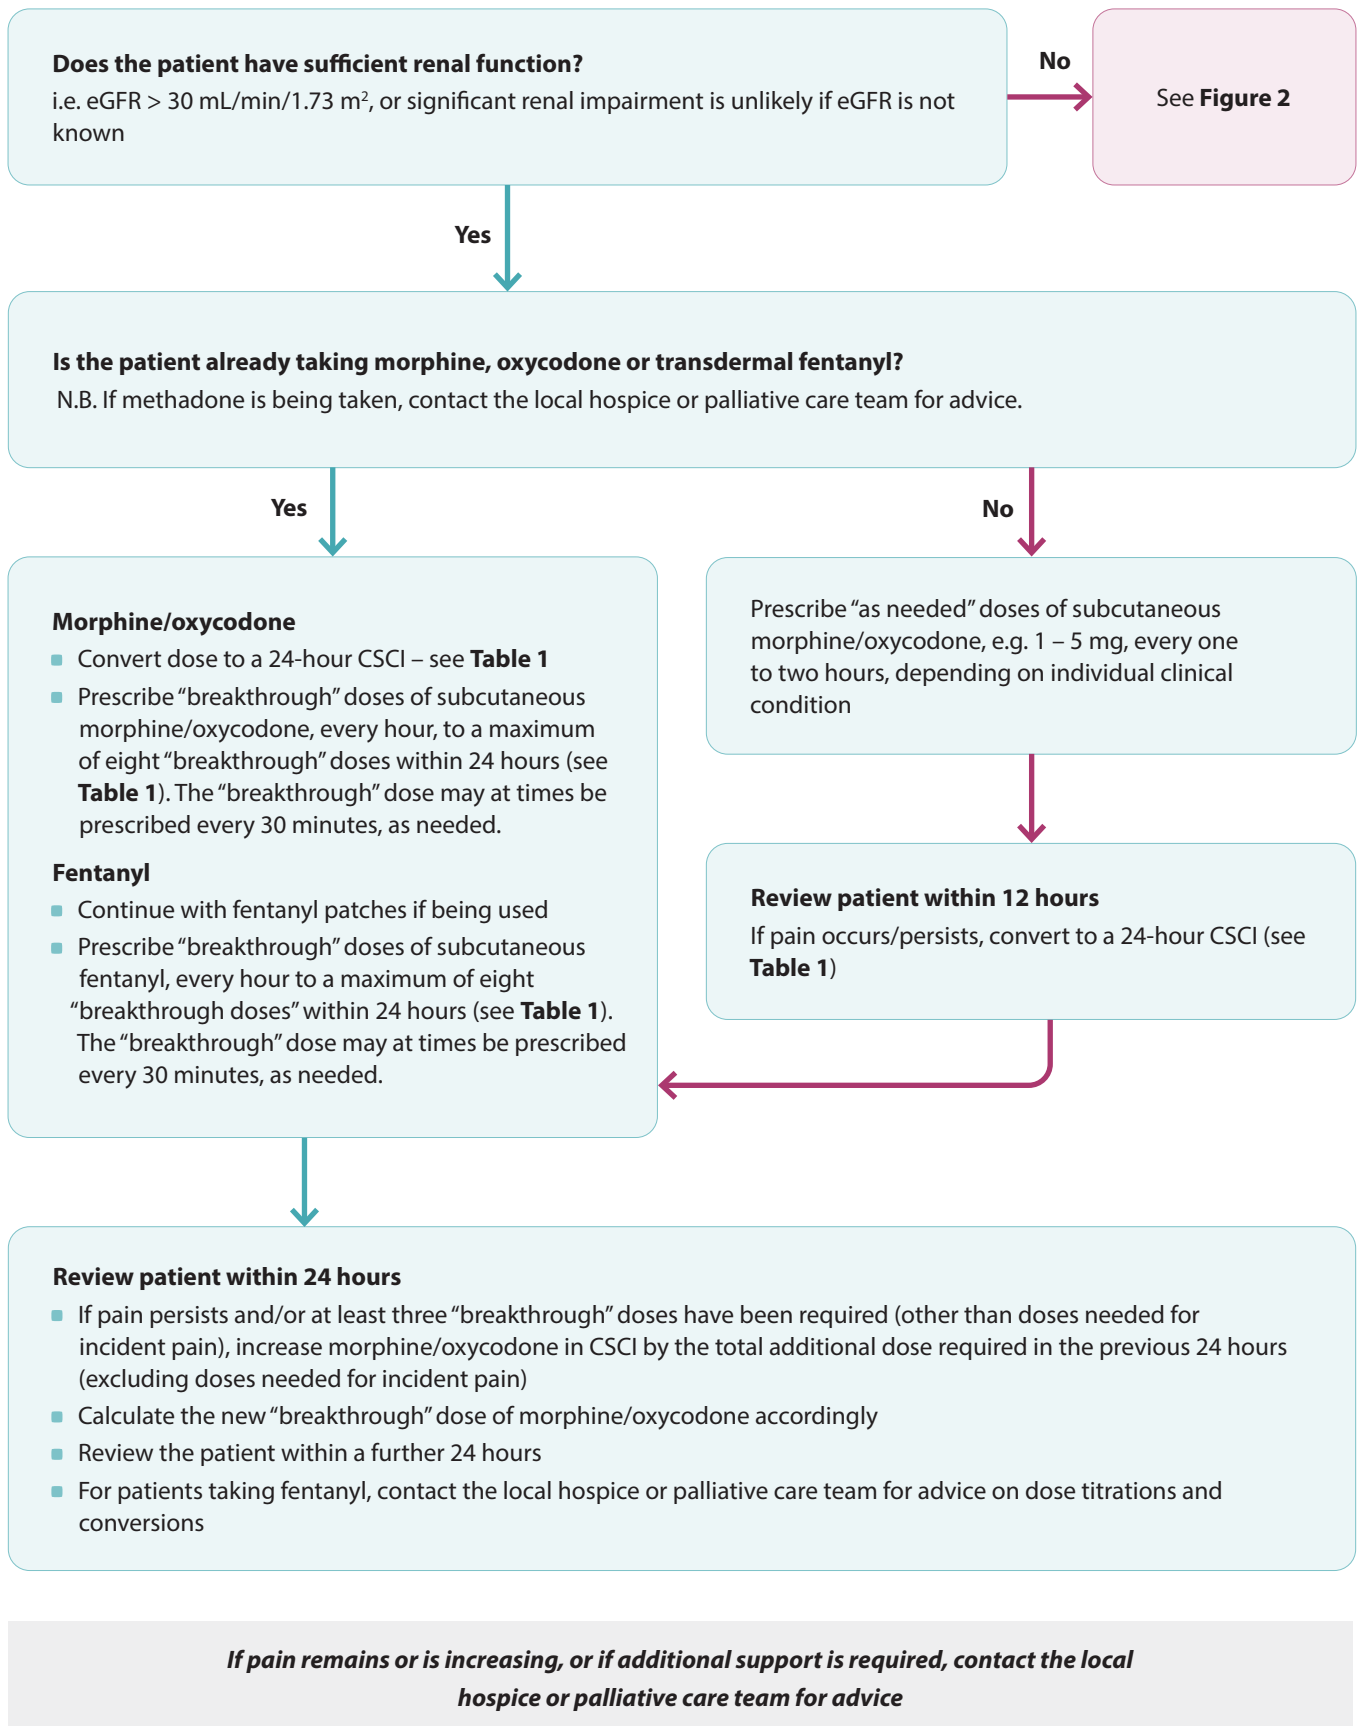 Does the patient have sufficient renal function?
i.e. eGFR > 30 mL/min/1.73 m², or significant renal impairment is unlikely if eGFR is not
known
No
See Figure 2
Yes
Is the patient already taking morphine, oxycodone or transdermal fentanyl?
N.B. If methadone is being taken, contact the local hospice or palliative care team for advice.
Yes
No
Morphine/oxycodone
Convert dose to a 24-hour CSCI – see Table 1
Prescribe “breakthrough” doses of subcutaneous
morphine/oxycodone, every hour, to a maximum
of eight “breakthrough” doses within 24 hours (see
Table 1). The “breakthrough” dose may at times be
prescribed every 30 minutes, as needed.
Fentanyl
Continue with fentanyl patches if being used
Prescribe “breakthrough” doses of subcutaneous
fentanyl, every hour to a maximum of eight
“breakthrough doses” within 24 hours (see Table 1).
The “breakthrough” dose may at times be prescribed
every 30 minutes, as needed.
Prescribe “as needed” doses of subcutaneous
morphine/oxycodone, e.g. 1 – 5 mg, every one
to two hours, depending on individual clinical
condition
Review patient within 12 hours
If pain occurs/persists, convert to a 24-hour CSCI (see
Table 1)
Review patient within 24 hours
If pain persists and/or at least three “breakthrough” doses have been required (other than doses needed for
incident pain), increase morphine/oxycodone in CSCI by the total additional dose required in the previous 24 hours
(excluding doses needed for incident pain)
Calculate the new “breakthrough” dose of morphine/oxycodone accordingly
Review the patient within a further 24 hours
For patients taking fentanyl, contact the local hospice or palliative care team for advice on dose titrations and
conversions
If pain remains or is increasing, or if additional support is required, contact the local
hospice or palliative care team for advice